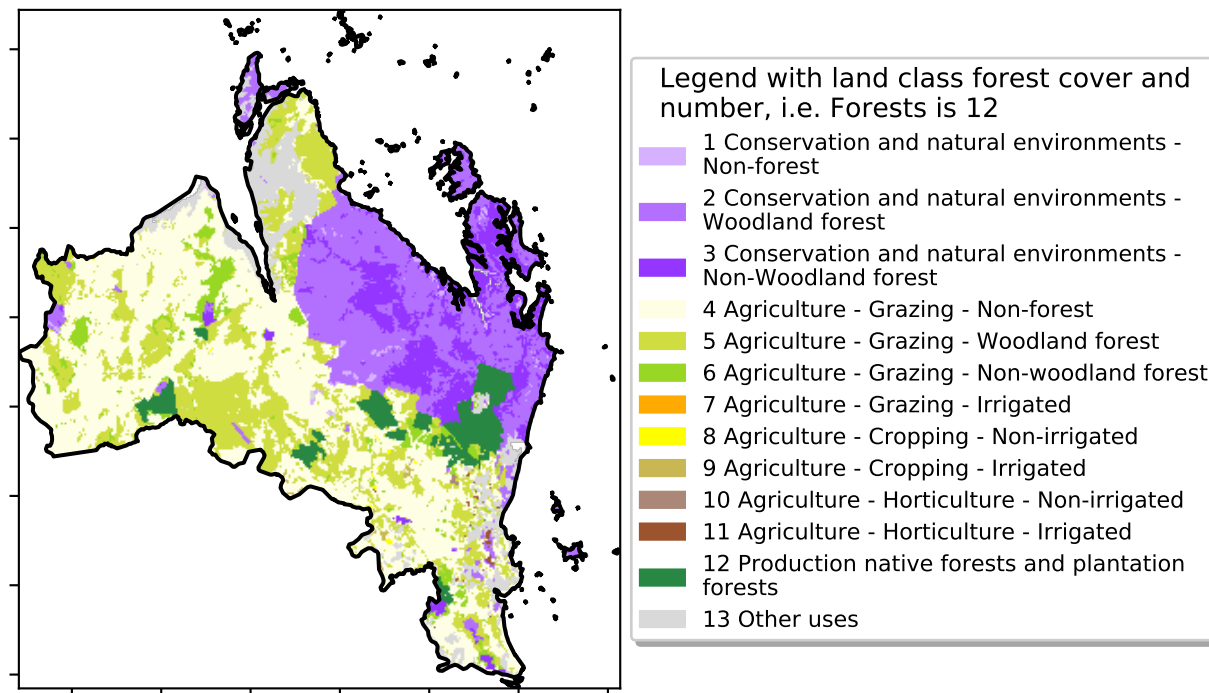 Legend with land class forest cover and
number, i.e. Forests is 12
1 Conservation and natural environments -
Non-forest
2 Conservation and natural environments -
Woodland forest
3 Conservation and natural environments -
Non-Woodland forest
4 Agriculture - Grazing - Non-forest
5 Agriculture - Grazing - Woodland forest
6 Agriculture - Grazing - Non-woodland forest
7 Agriculture - Grazing - Irrigated
8 Agriculture - Cropping - Non-irrigated
9 Agriculture - Cropping - Irrigated
10 Agriculture - Horticulture - Non-irrigated
11 Agriculture - Horticulture - Irrigated
12 Production native forests and plantation
forests
13 Other uses